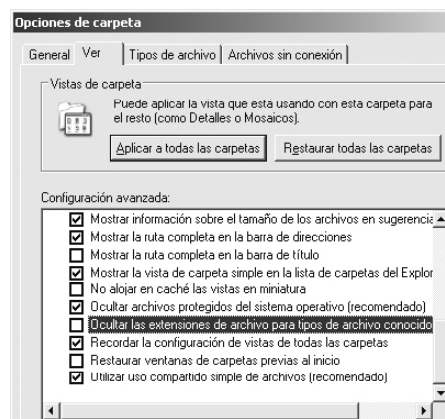 Opciones de carpeta
General Ver Tipos de archivo Archivos sin conexión
Vistas de carpeta
Puede aplicar la vista que está usando con esta carpeta para
el resto (como Detalles o Mosaicos).
Aplicar a todas las carpetas Restaurar todas las carpetas
Configuración avanzada:
Mostrar información sobre el tamaño de los archivos en sugerencia
Mostrar la ruta completa en la barra de direcciones
Mostrar la ruta completa en la barra de título
Mostrar la vista de carpeta simple en la lista de carpetas del Explor
No alojar en caché las vistas en miniatura
Ocultar archivos protegidos del sistema operativo (recomendado)
Ocultar las extensiones de archivo para tipos de archivo conocido
Recordar la configuración de vistas de todas las carpetas
Restaurar ventanas de carpetas previas al inicio
Utilizar uso compartido simple de archivos (recomendado)